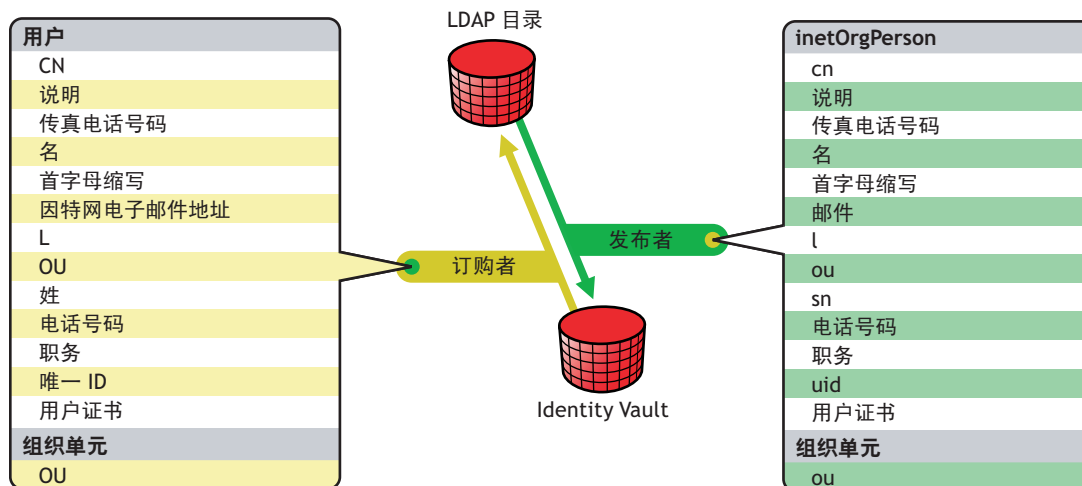 用户
CN
说明
传真电话号码
名
首字母缩写
因特网电子邮件地址
L
OU
姓
电话号码
职务
唯一 ID
用户证书
组织单元
OU
LDAP 目录
发布者
订购者
Identity Vault
inetOrgPerson
cn
说明
传真电话号码
名
首字母缩写
邮件
l
ou
sn
电话号码
职务
uid
用户证书
组织单元
ou